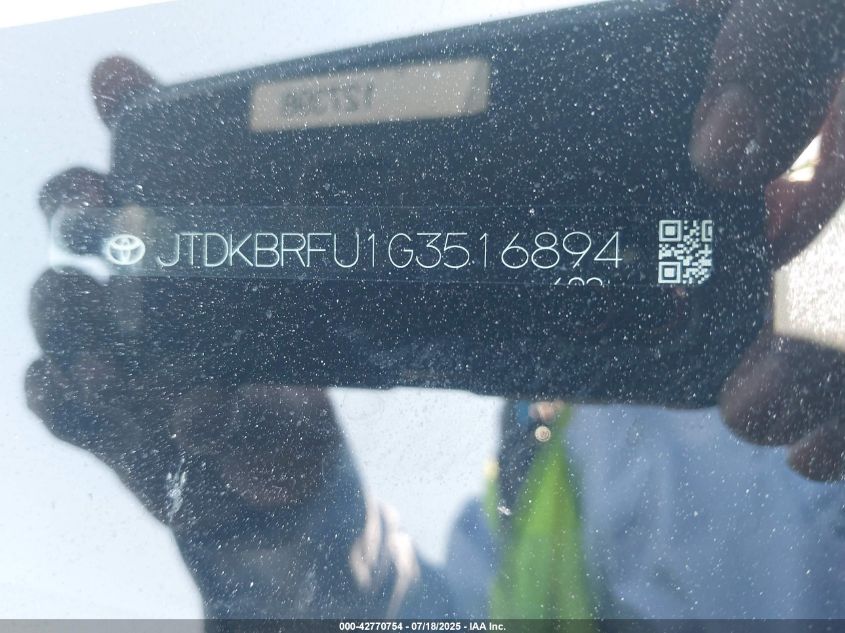 JTDKBRFU1G3516894
000-42770754 / 07/18/2025 - IAA Inc.